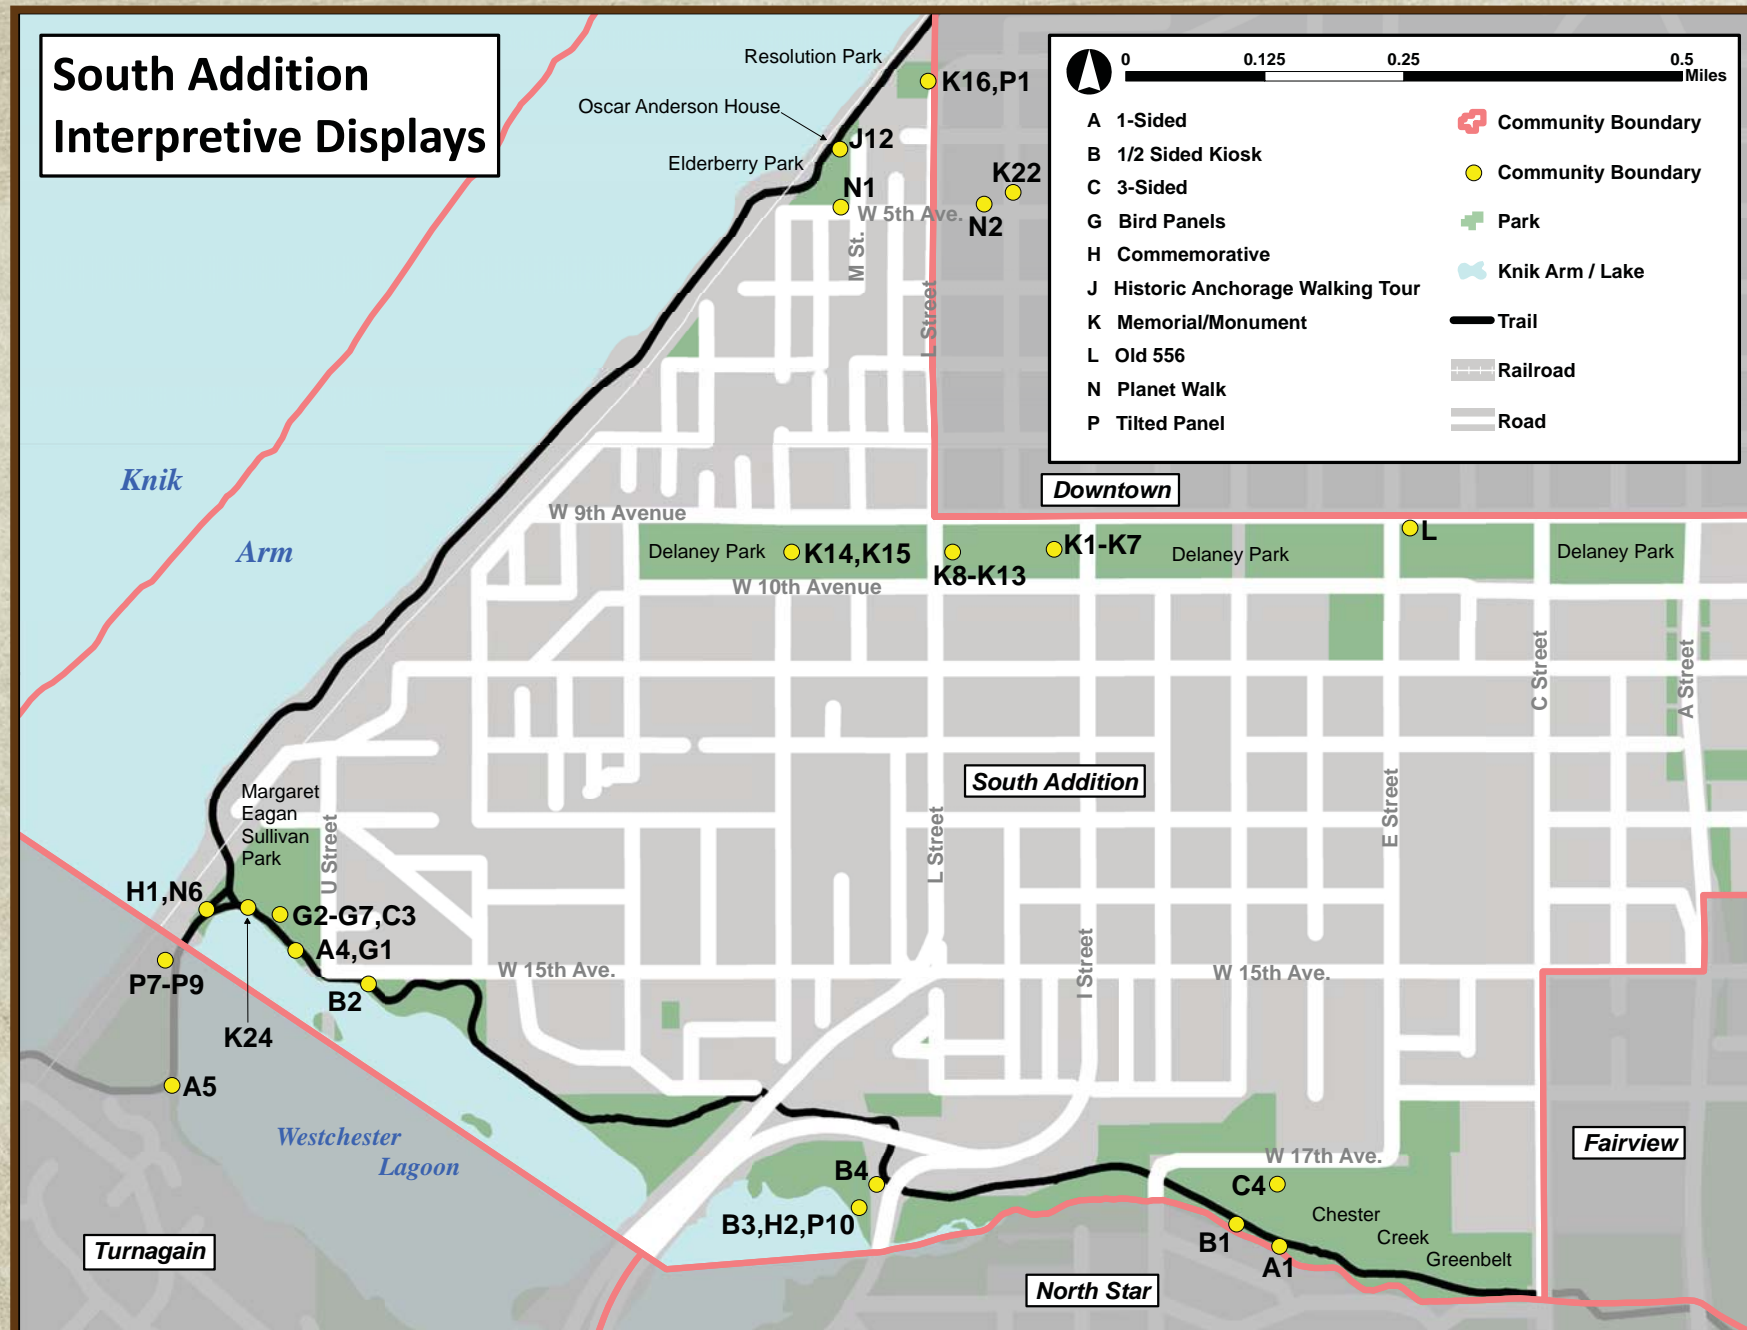 South Addition
Interpretive Displays
0 0.125 0.25 0.5
Miles
A 1-Sided
B 1/2 Sided Kiosk
C 3-Sided
G Bird Panels
H Commemorative
J Historic Anchorage Walking Tour
K Memorial/Monument
L Old 556
N Planet Walk
P Tilted Panel
Community Boundary
Community Boundary
Park
Knik Arm / Lake
Trail
Railroad
Road
Resolution Park
K16,P1
Oscar Anderson House
J12
Elderberry Park
K22
N1
W 5th Ave.
N2
M St.
L Street
Knik
Arm
Downtown
W 9th Avenue
Delaney Park
K14,K15
K8-K13
K1-K7
Delaney Park
L
Delaney Park
W 10th Avenue
C Street
A Street
South Addition
Margaret
Eagan
Sullivan
Park
U Street
L Street
E Street
H1,N6
G2-G7,C3
A4,G1
P7-P9
B2
W 15th Ave.
I Street
W 15th Ave.
K24
A5
Westchester
Lagoon
Fairview
W 17th Ave.
B4
C4
B3,H2,P10
B1
Chester
Creek
Greenbelt
A1
Turnagain
North Star